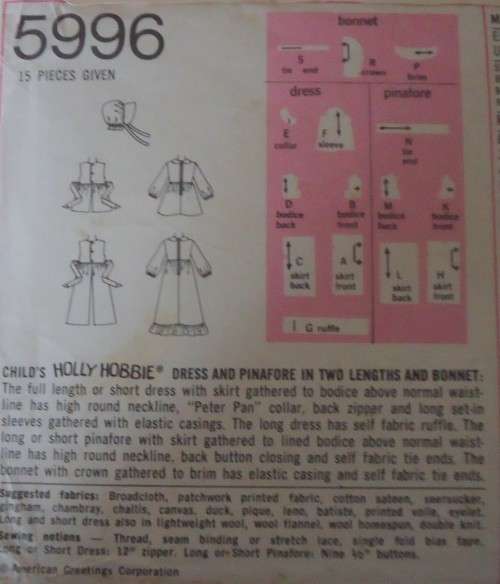 5996
15 PIECES GIVEN
bonnet
S
tie end
R
crown
P
brim
dress
pinafore
E
collar
F
sleeve
N
tie
end
D
bodice
back
B
bodice
front
M
bodice
back
K
bodice
front
C
skirt
back
A
skirt
front
L
skirt
back
H
skirt
front
G ruffle
CHILD'S HOLLY HOBBIE® DRESS AND PINAFORE IN TWO LENGTHS AND BONNET:
The full length or short dress with skirt gathered to bodice above normal waist-
line has high round neckline, "Peter Pan" collar, back zipper and long set-in
sleeves gathered with elastic casings. The long dress has self fabric ruffle. The
long or short pinafore with skirt gathered to lined bodice above normal waist-
line has high round neckline, back button closing and self fabric tie ends. The
bonnet with crown gathered to brim has elastic casing and self fabric tie ends.
Suggested fabrics: Broadcloth, patchwork printed fabric, cotton sateen, seersucker,
gingham, chambray, challis, canvas, duck, pique, leno, batiste, printed voile, eyelet.
Long and short dress also in lightweight wool, wool flannel, wool homespun, double knit.
Sewing notions — Thread, seam binding or stretch lace, single fold bias tape.
Long or Short Dress: 12" zipper. Long or Short Pinafore: Nine ½" buttons.
© American Greetings Corporation